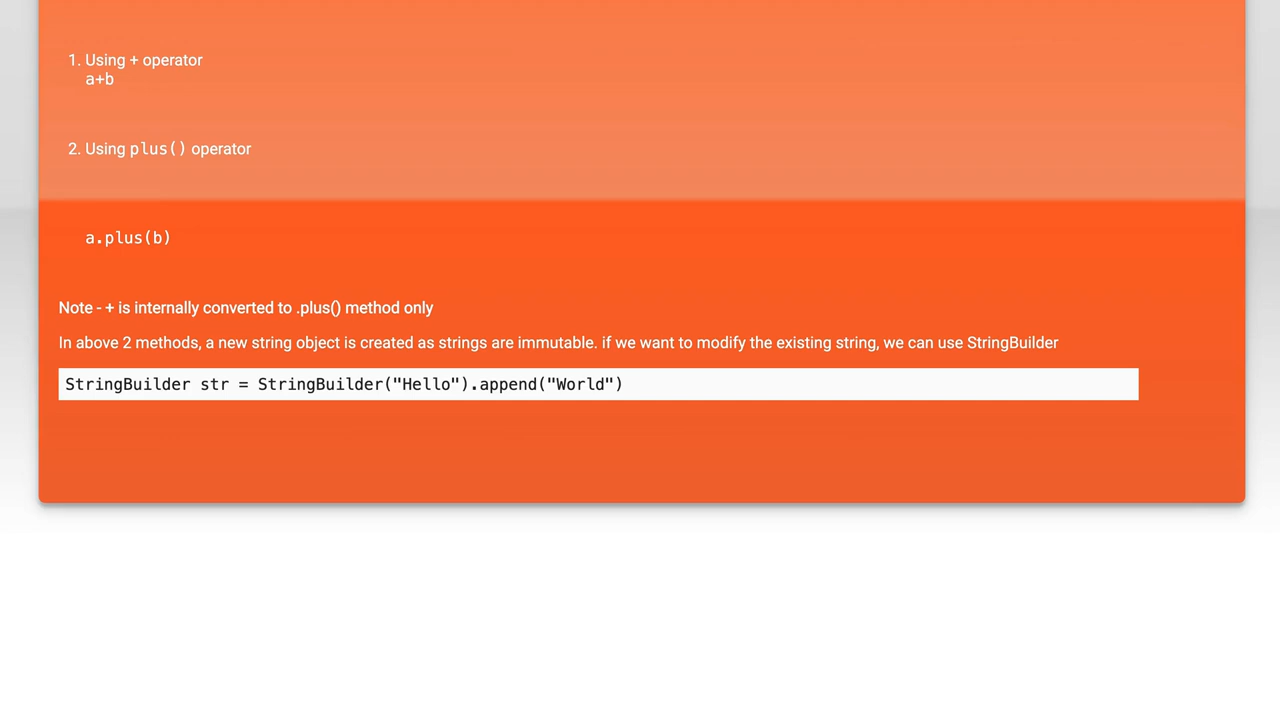 1. Using + operator
a+b
2. Using plus() operator
a.plus(b)
Note - + is internally converted to .plus() method only
In above 2 methods, a new string object is created as strings are immutable. if we want to modify the existing string, we can use StringBuilder
StringBuilder str = StringBuilder("Hello").append("World")